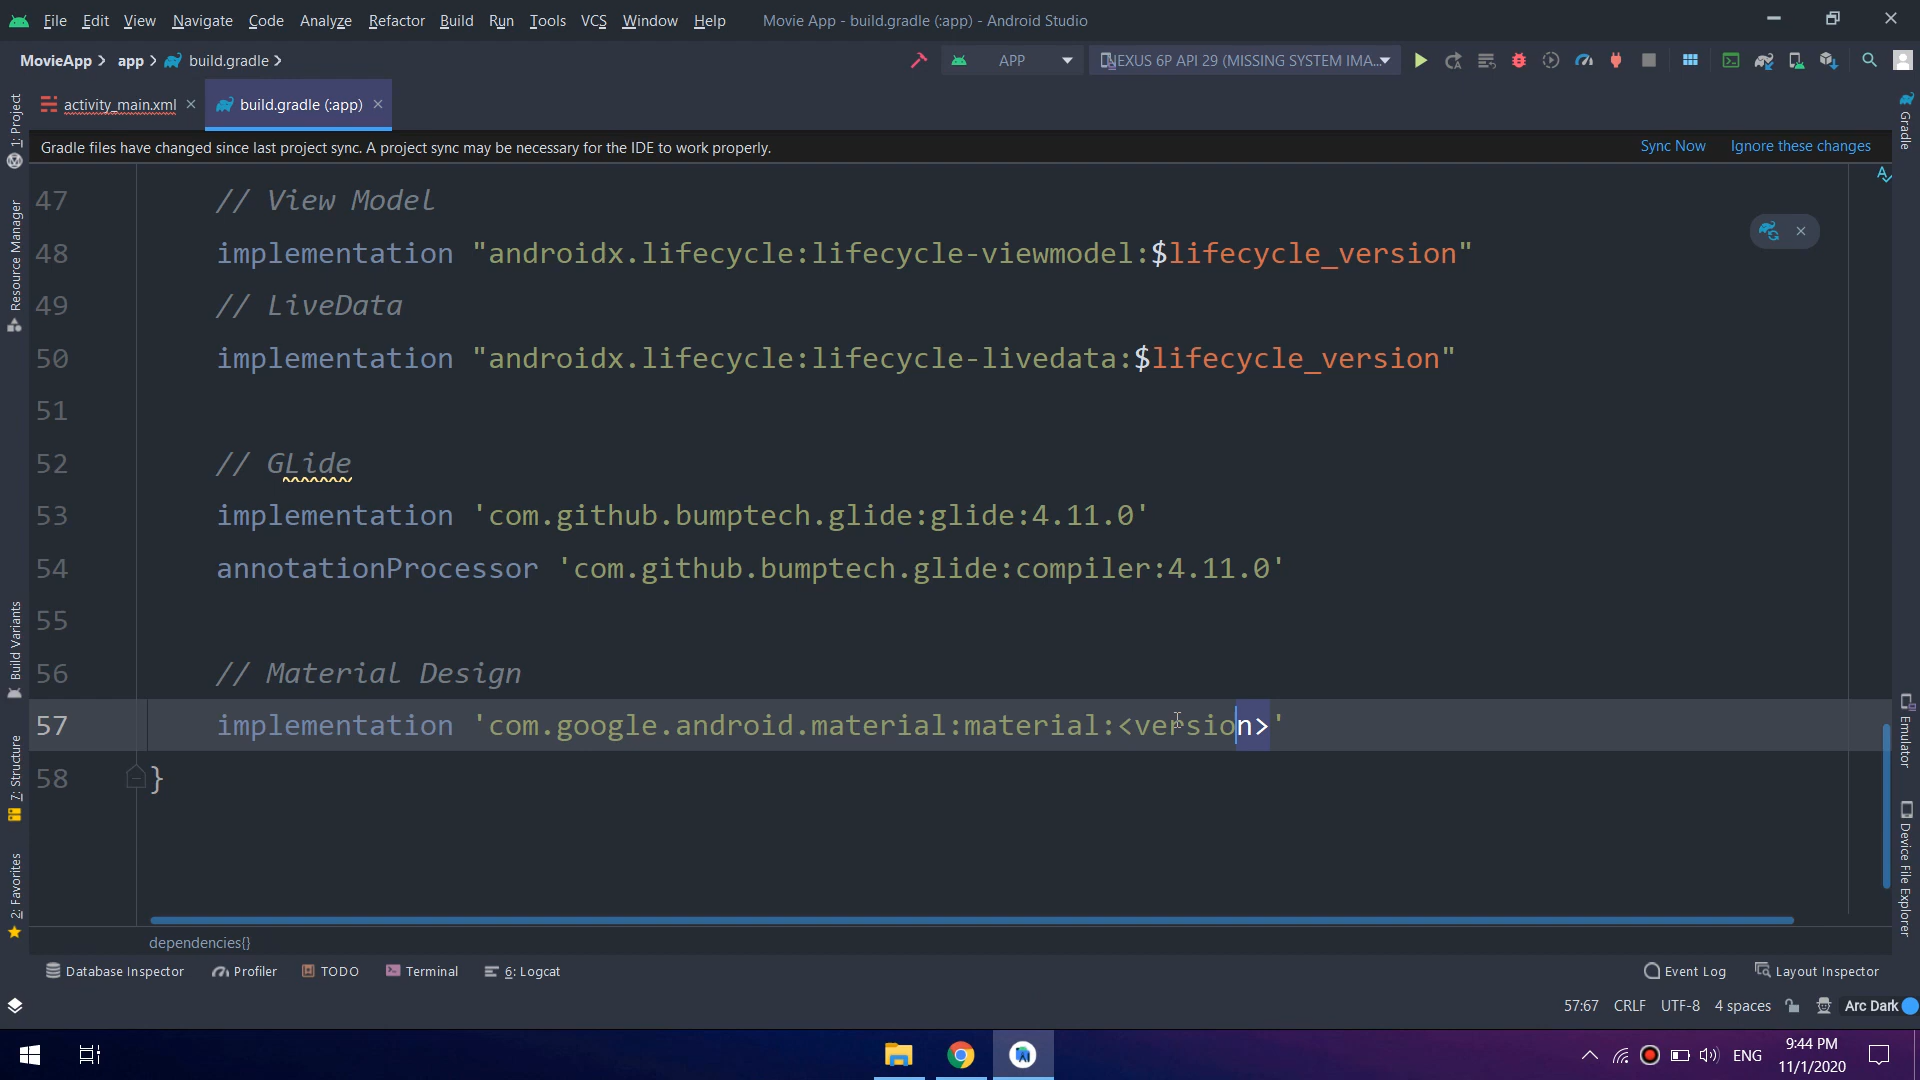 File Edit View Navigate Code Analyze Refactor Build Run Tools VCS Window Help Movie App - build.gradle (:app) - Android Studio
MovieApp app build.gradle APP NEXUS 6P API 29 (MISSING SYSTEM IMA...
activity_main.xml build.gradle (:app)
Gradle files have changed since last project sync. A project sync may be necessary for the IDE to work properly. Sync Now Ignore these changes
47 // View Model
48 implementation "androidx.lifecycle:lifecycle-viewmodel:$lifecycle_version"
49 // LiveData
50 implementation "androidx.lifecycle:lifecycle-livedata:$lifecycle_version"
51
52 // GLide
53 implementation 'com.github.bumptech.glide:glide:4.11.0'
54 annotationProcessor 'com.github.bumptech.glide:compiler:4.11.0'
55
56 // Material Design
57 implementation 'com.google.android.material:material:<version>'
58 }
dependencies{}
1: Project
Resource Manager
Build Variants
7: Structure
2: Favorites
Gradle
Emulator
Device File Explorer
Database Inspector Profiler TODO Terminal 6: Logcat Event Log Layout Inspector
57:67 CRLF UTF-8 4 spaces Arc Dark
ENG 9:44 PM
11/1/2020